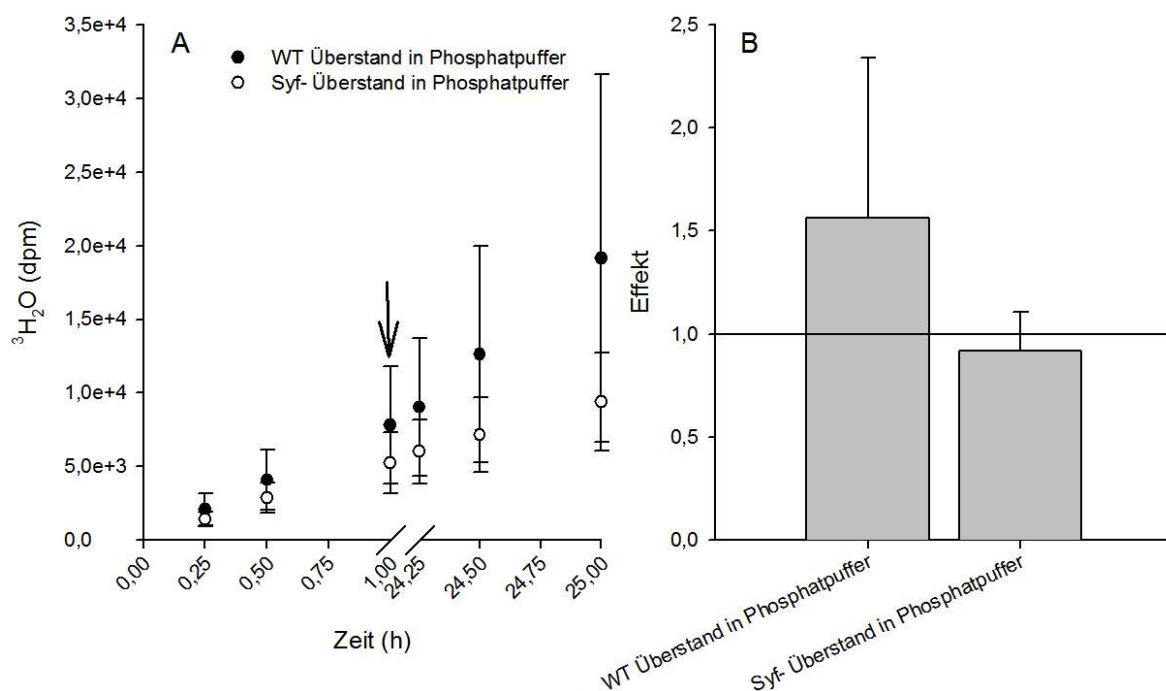 A
WT Überstand in Phosphatpuffer
Syf- Überstand in Phosphatpuffer
3,5e+4
3,0e+4
2,5e+4
2,0e+4
1,5e+4
1,0e+4
5,0e+3
0,0
³H₂O (dpm)
0,00
0,25
0,50
0,75
1,00
24,25
24,50
24,75
25,00
Zeit (h)
B
2,5
2,0
1,5
1,0
0,5
0,0
Effekt
WT Überstand in Phosphatpuffer
Syf- Überstand in Phosphatpuffer